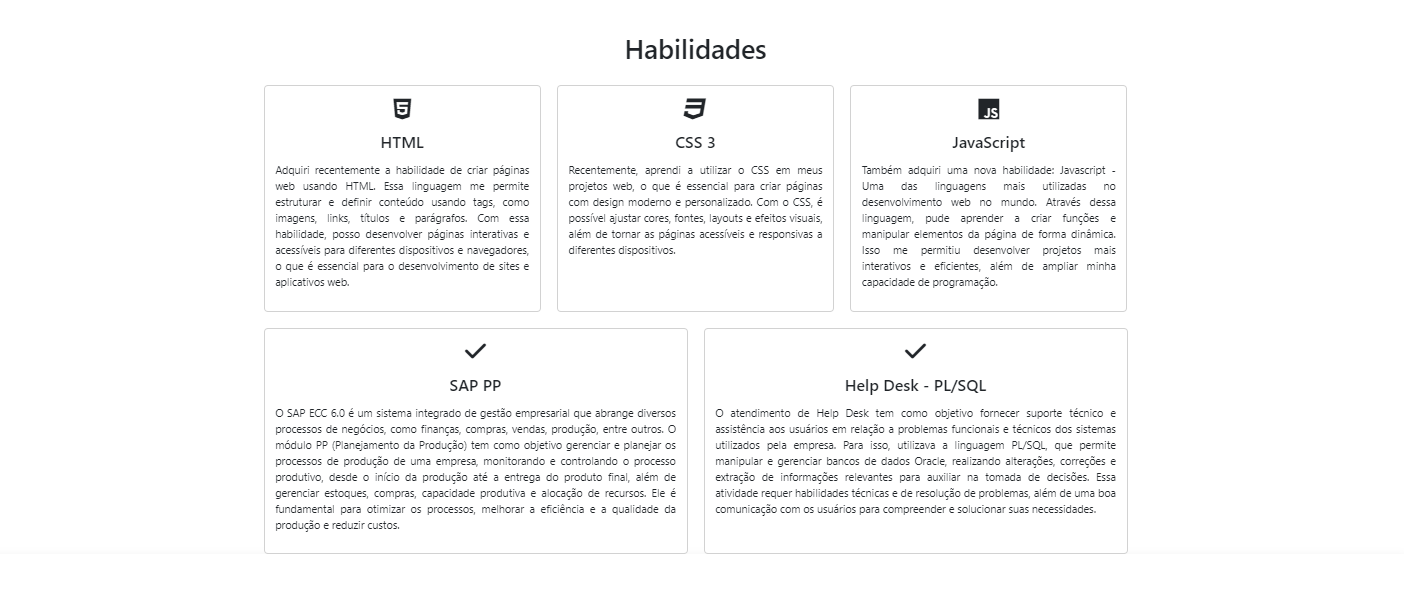 Habilidades
HTML
Adquiri recentemente a habilidade de criar páginas
web usando HTML. Essa linguagem me permite
estruturar e definir conteúdo usando tags, como
imagens, links, títulos e parágrafos. Com essa
habilidade, posso desenvolver páginas interativas e
acessíveis para diferentes dispositivos e navegadores,
o que é essencial para o desenvolvimento de sites e
aplicativos web.
CSS 3
Recentemente, aprendi a utilizar o CSS em meus
projetos web, o que é essencial para criar páginas
com design moderno e personalizado. Com o CSS, é
possível ajustar cores, fontes, layouts e efeitos visuais,
além de tornar as páginas acessíveis e responsivas a
diferentes dispositivos.
JS
JavaScript
Também adquiri uma nova habilidade: Javascript -
Uma das linguagens mais utilizadas no
desenvolvimento web no mundo. Através dessa
linguagem, pude aprender a criar funções e
manipular elementos da página de forma dinâmica.
Isso me permitiu desenvolver projetos mais
interativos e eficientes, além de ampliar minha
capacidade de programação.
SAP PP
O SAP ECC 6.0 é um sistema integrado de gestão empresarial que abrange diversos
processos de negócios, como finanças, compras, vendas, produção, entre outros. O
módulo PP (Planejamento da Produção) tem como objetivo gerenciar e planejar os
processos de produção de uma empresa, monitorando e controlando o processo
produtivo, desde o início da produção até a entrega do produto final, além de
gerenciar estoques, compras, capacidade produtiva e alocação de recursos. Ele é
fundamental para otimizar os processos, melhorar a eficiência e a qualidade da
produção e reduzir custos.
Help Desk - PL/SQL
O atendimento de Help Desk tem como objetivo fornecer suporte técnico e
assistência aos usuários em relação a problemas funcionais e técnicos dos sistemas
utilizados pela empresa. Para isso, utilizava a linguagem PL/SQL, que permite
manipular e gerenciar bancos de dados Oracle, realizando alterações, correções e
extração de informações relevantes para auxiliar na tomada de decisões. Essa
atividade requer habilidades técnicas e de resolução de problemas, além de uma boa
comunicação com os usuários para compreender e solucionar suas necessidades.